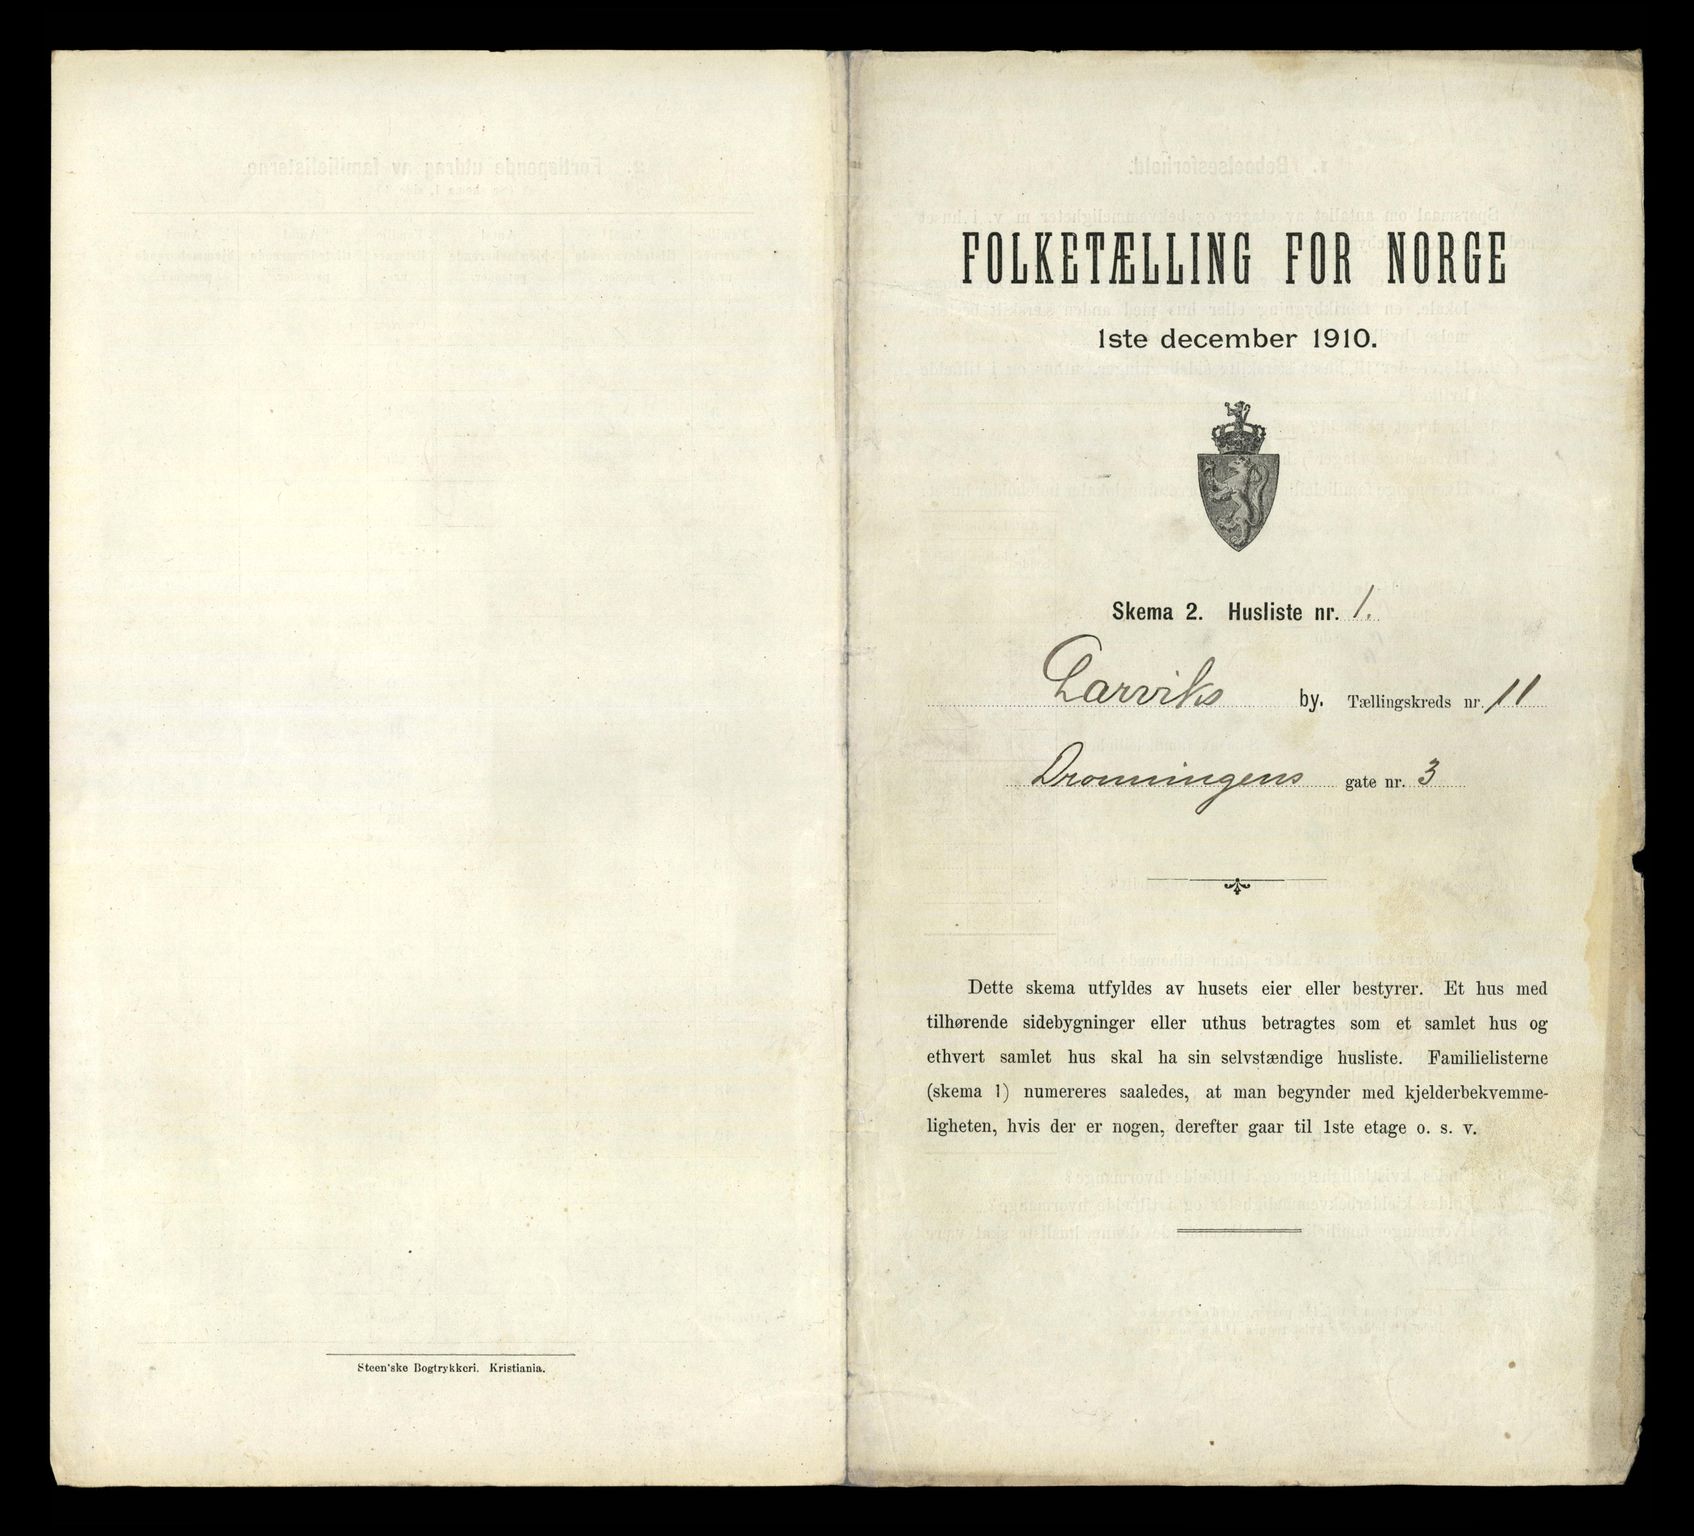 Steen'ske Bogtrykkeri. Kristiania.
FOLKETÆLLING FOR NORGE
1ste december 1910.
Skema 2. Husliste nr. 1.
Larviks by. Tællingskreds nr. 11
Dronningens gate nr. 3
Dette skema utfyldes av husets eier eller bestyrer. Et hus med
tilhørende sidebygninger eller uthus betragtes som et samlet hus og
ethvert samlet hus skal ha sin selvstændige husliste. Familielisterne
(skema 1) numereres saaledes, at man begynder med kjelderbekvemme-
ligheten, hvis der er nogen, derefter gaar til 1ste etage o. s. v.